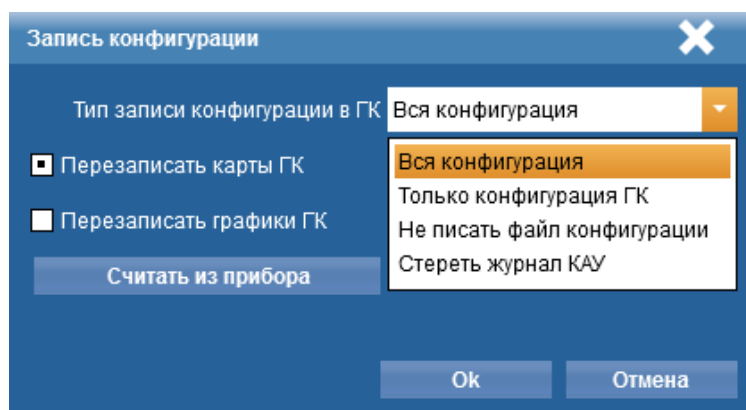 Запись конфигурации
Тип записи конфигурации в ГК Вся конфигурация
Перезаписать карты ГК
Вся конфигурация
Только конфигурация ГК
Перезаписать графики ГК
Не писать файл конфигурации
Стереть журнал КАУ
Считать из прибора
Ok Отмена